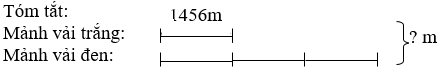 Tóm tắt:
1456m
Mảnh vải trắng:
? m
Mảnh vải đen: